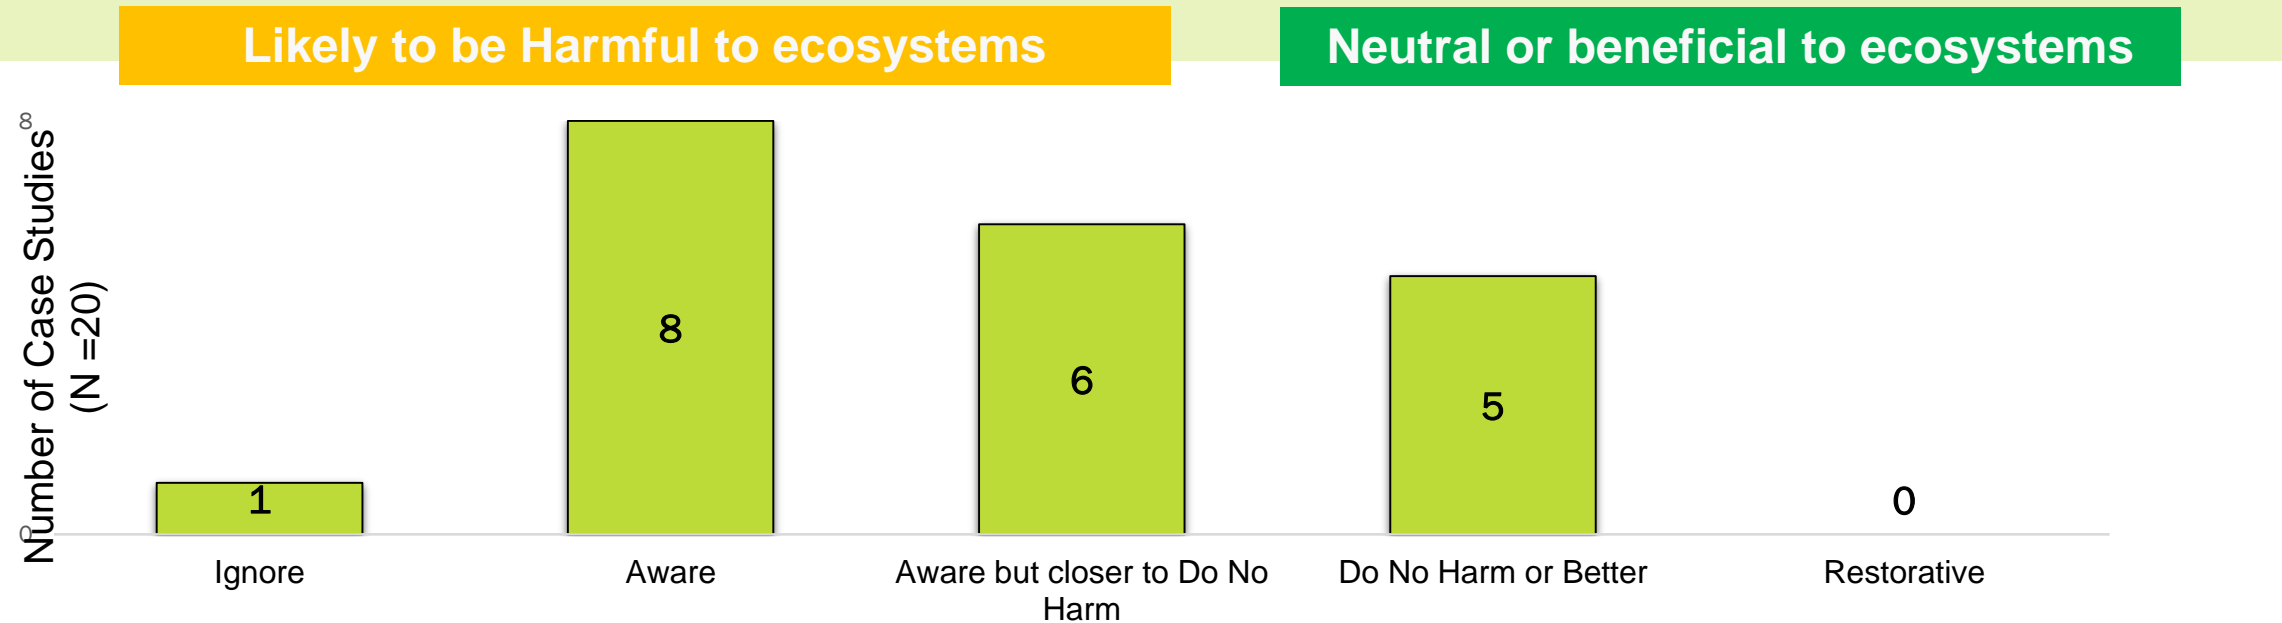 Likely to be Harmful to ecosystems
Neutral or beneficial to ecosystems
8
0
Number of Case Studies
(N =20)
1
8
6
5
0
Ignore
Aware
Aware but closer to Do No
Harm
Do No Harm or Better
Restorative